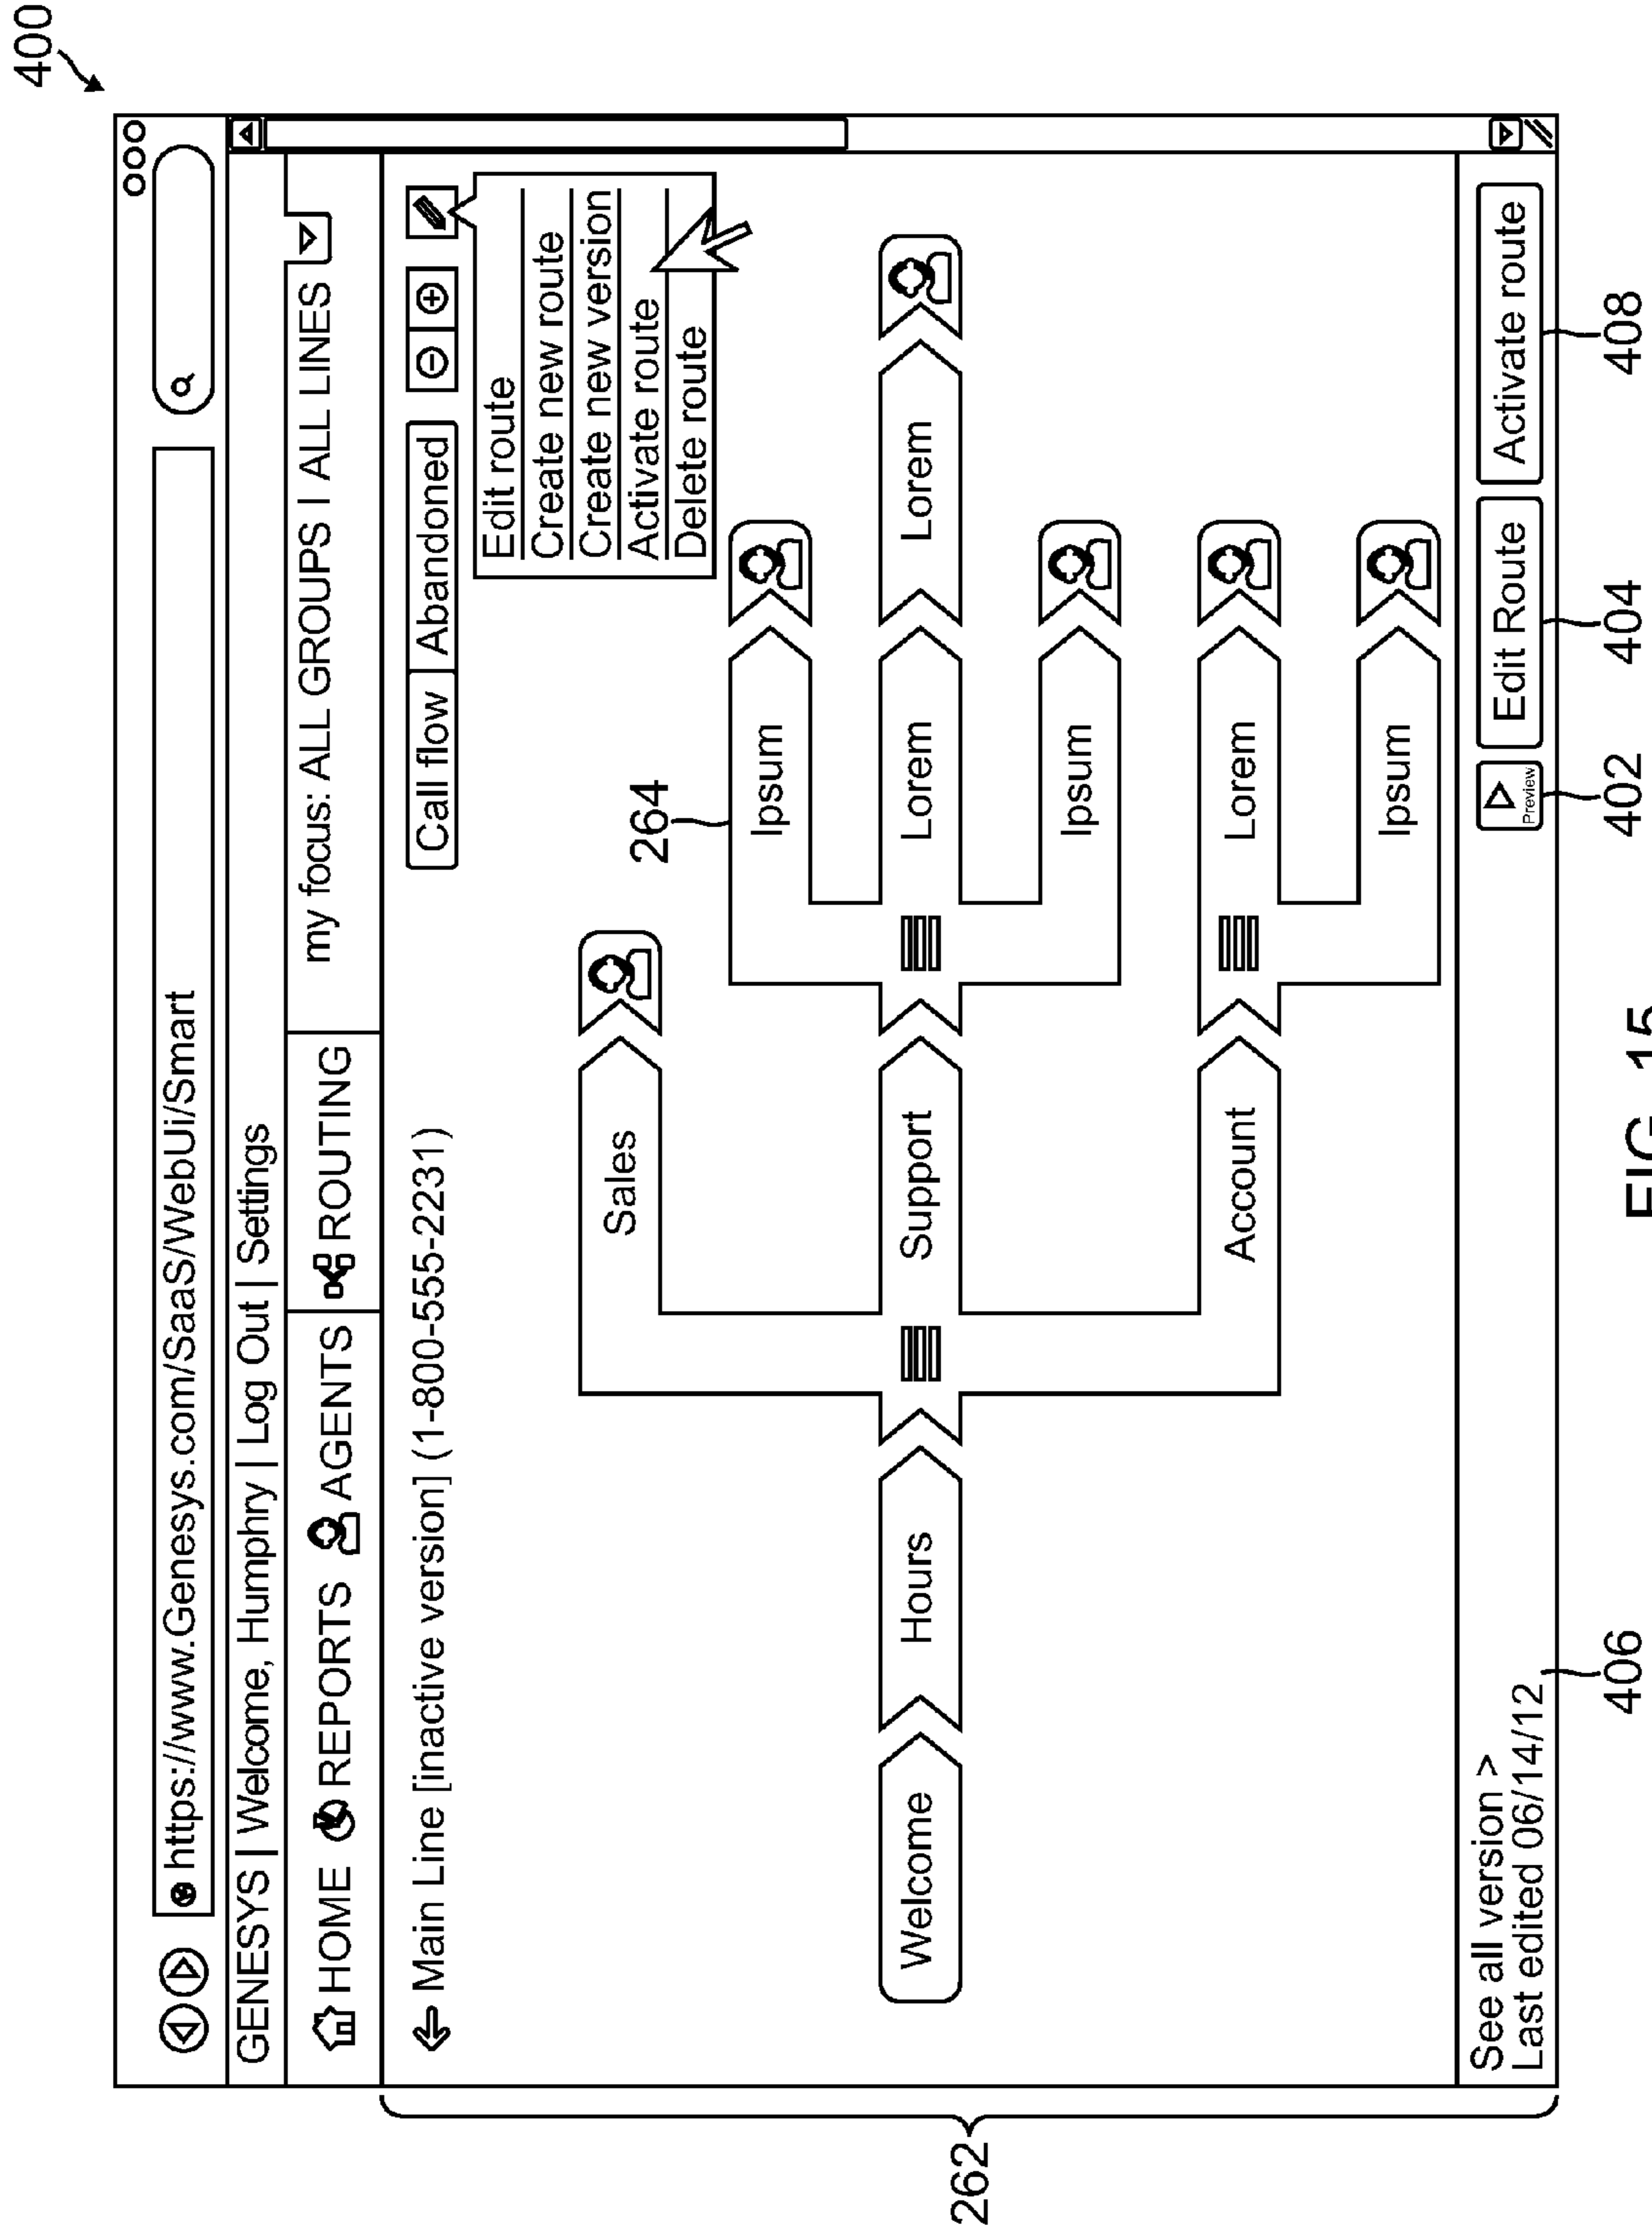 400
https://www.Genesys.com/SaaS/WebUi/Smart
GENESYS | Welcome, Humphry | Log Out | Settings
HOME REPORTS AGENTS ROUTING my focus: ALL GROUPS | ALL LINES
Main Line [inactive version] (1-800-555-2231) Call flow Abandoned
Edit route
Create new route
Create new version
Activate route
Delete route
264
Sales
Ipsum
Welcome Hours Support Lorem Lorem
Ipsum
Account Lorem
Ipsum
262
See all version >
Last edited 06/14/12
Preview
Edit Route
Activate route
406 402 404 408
FIG. 15